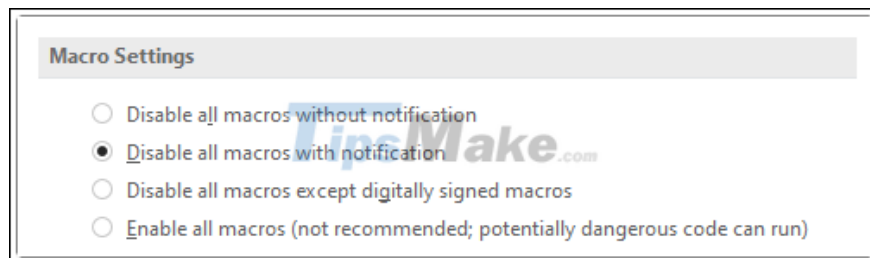 Macro Settings
Disable all macros without notification
Disable all macros with notification
TipsMake.com
Disable all macros except digitally signed macros
Enable all macros (not recommended; potentially dangerous code can run)